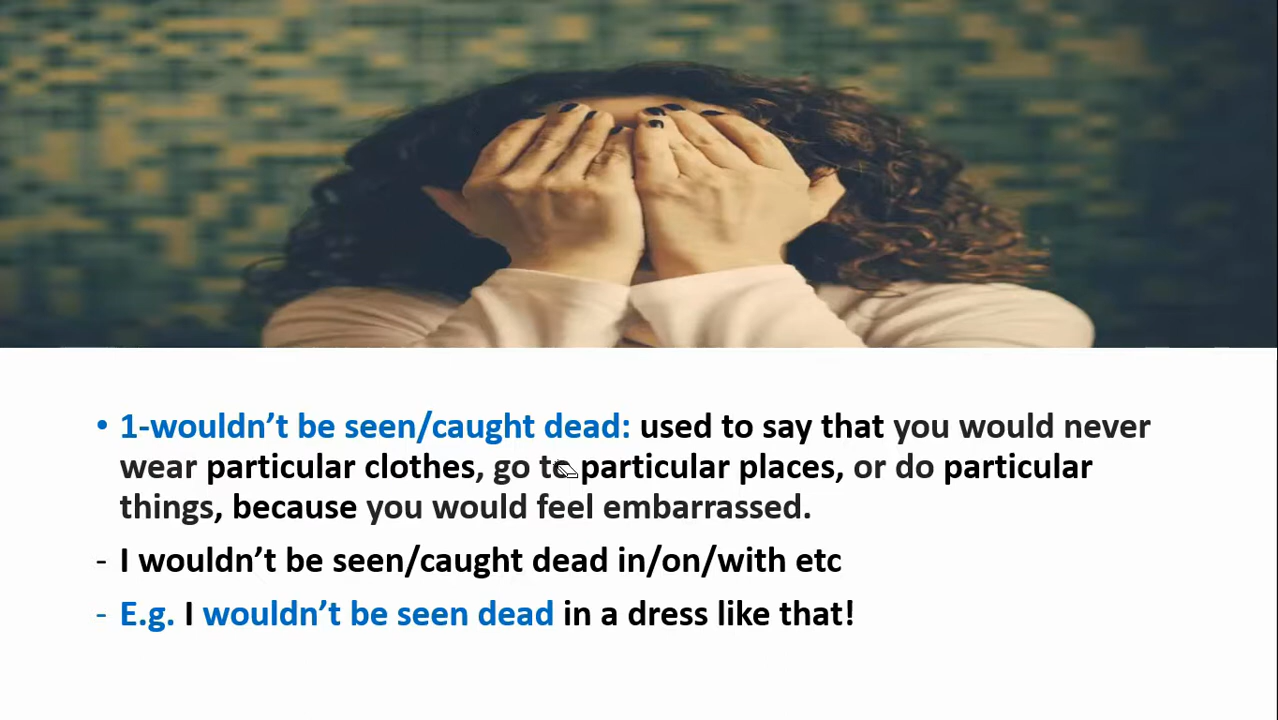 • 1-wouldn’t be seen/caught dead: used to say that you would never
wear particular clothes, go to particular places, or do particular
things, because you would feel embarrassed.
- I wouldn’t be seen/caught dead in/on/with etc
- E.g. I wouldn’t be seen dead in a dress like that!